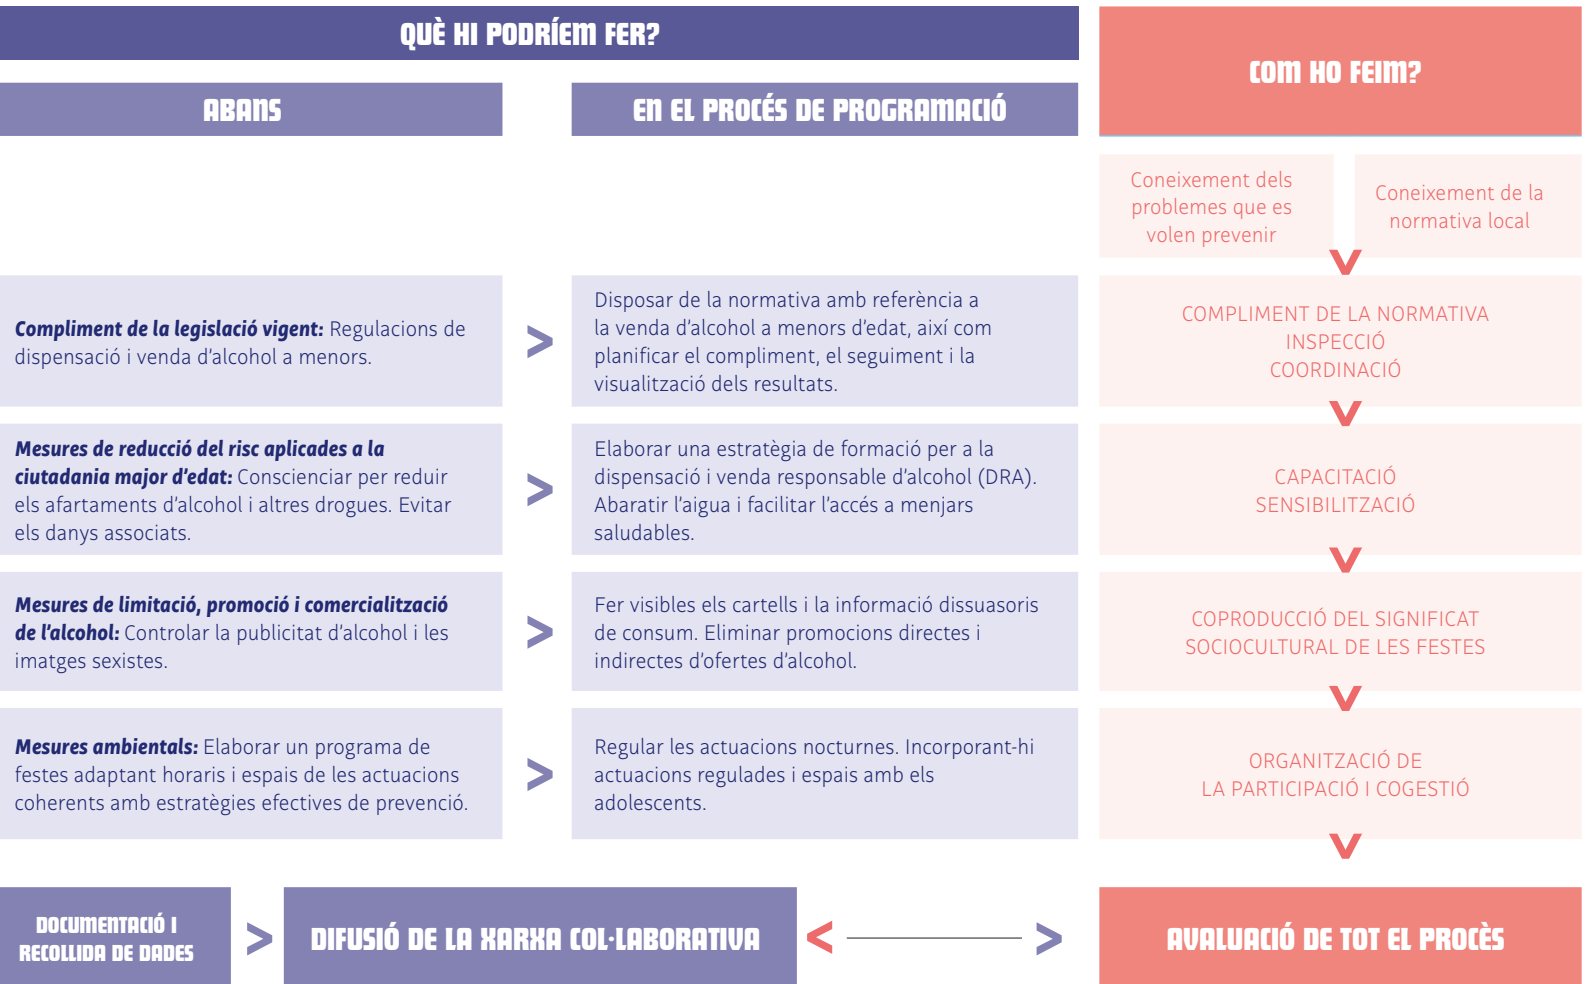 QUÈ HI PODRÍEM FER?
COM HO FEIM?
ABANS
EN EL PROCÉS DE PROGRAMACIÓ
Coneixement dels
problemes que es
volen prevenir
Coneixement de la
normativa local
Compliment de la legislació vigent: Regulacions de
dispensació i venda d'alcohol a menors.
>
Disposar de la normativa amb referència a
la venda d'alcohol a menors d'edat, així com
planificar el compliment, el seguiment i la
visualització dels resultats.
COMPLIMENT DE LA NORMATIVA
INSPECCIÓ
COORDINACIÓ
Mesures de reducció del risc aplicades a la
ciutadania major d'edat: Conscienciar per reduir
els afartaments d'alcohol i altres drogues. Evitar
els danys associats.
>
Elaborar una estratègia de formació per a la
dispensació i venda responsable d'alcohol (DRA).
Abaratir l'aigua i facilitar l'accés a menjars
saludables.
CAPACITACIÓ
SENSIBILITZACIÓ
Mesures de limitació, promoció i comercialització
de l'alcohol: Controlar la publicitat d'alcohol i les
imatges sexistes.
>
Fer visibles els cartells i la informació dissuasoris
de consum. Eliminar promocions directes i
indirectes d'ofertes d'alcohol.
COPRODUCCIÓ DEL SIGNIFICAT
SOCIOCULTURAL DE LES FESTES
Mesures ambientals: Elaborar un programa de
festes adaptant horaris i espais de les actuacions
coherents amb estratègies efectives de prevenció.
>
Regular les actuacions nocturnes. Incorporant-hi
actuacions regulades i espais amb els
adolescents.
ORGANITZACIÓ DE
LA PARTICIPACIÓ I COGESTIÓ
DOCUMENTACIÓ I
RECOLLIDA DE DADES
>
DIFUSIÓ DE LA XARXA COL·LABORATIVA
< >
AVALUACIÓ DE TOT EL PROCÈS